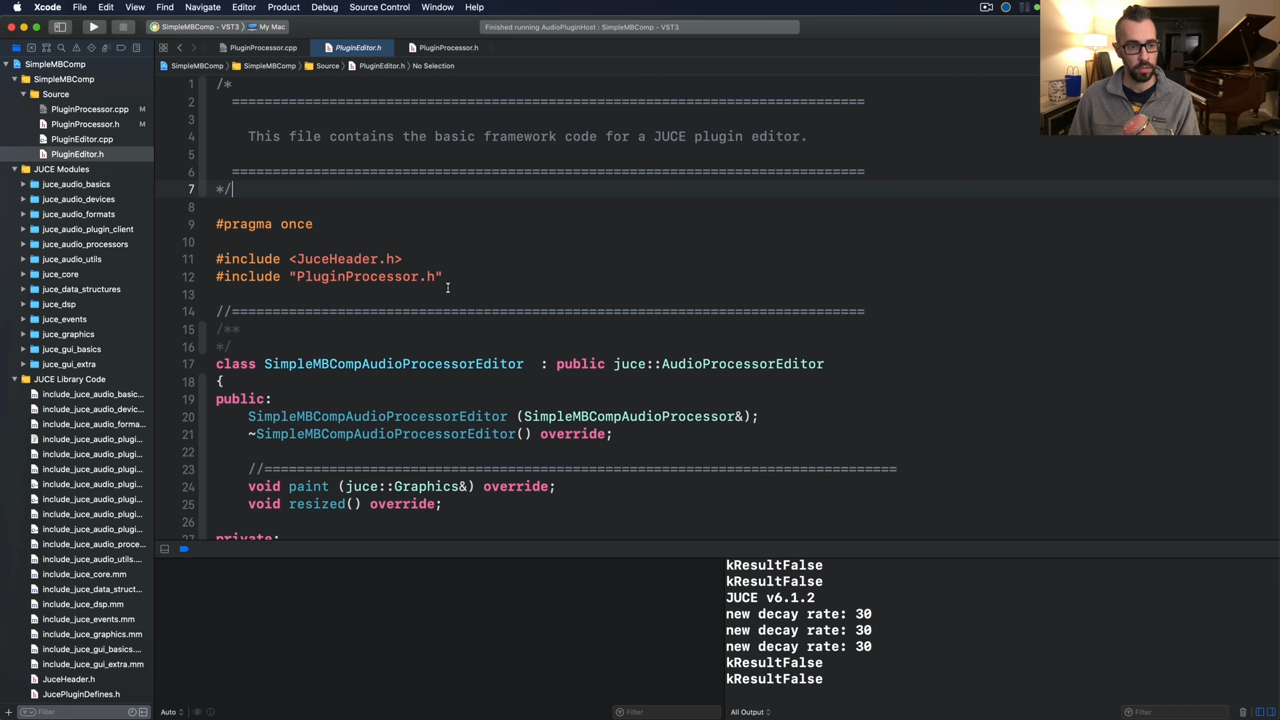 Xcode File Edit View Find Navigate Editor Product Debug Source Control Window Help
SimpleMBComp - VST3 My Mac
Finished running AudioPluginHost : SimpleMBComp - VST3
PluginProcessor.cpp PluginEditor.h PluginProcessor.h
SimpleMBComp SimpleMBComp Source PluginEditor.h No Selection
SimpleMBComp
SimpleMBComp
Source
PluginProcessor.cpp M
PluginProcessor.h M
PluginEditor.cpp
PluginEditor.h
JUCE Modules
juce_audio_basics
juce_audio_devices
juce_audio_formats
juce_audio_plugin_client
juce_audio_processors
juce_audio_utils
juce_core
juce_data_structures
juce_dsp
juce_events
juce_graphics
juce_gui_basics
juce_gui_extra
JUCE Library Code
include_juce_audio_basic...
include_juce_audio_devic...
include_juce_audio_forma...
include_juce_audio_plugi...
include_juce_audio_plugi...
include_juce_audio_plugi...
include_juce_audio_plugi...
include_juce_audio_plugi...
include_juce_audio_plugi...
include_juce_audio_plugi...
include_juce_audio_proce...
include_juce_audio_utils....
include_juce_core.mm
include_juce_data_struct...
include_juce_dsp.mm
include_juce_events.mm
include_juce_graphics.mm
include_juce_gui_basics....
include_juce_gui_extra.mm
JuceHeader.h
JucePluginDefines.h
Filter
1 /*
2 ==============================================================================
3
4 This file contains the basic framework code for a JUCE plugin editor.
5
6 ==============================================================================
7 */
8
9 #pragma once
10
11 #include <JuceHeader.h>
12 #include "PluginProcessor.h"
13
14 //==============================================================================
15 /**
16 */
17 class SimpleMBCompAudioProcessorEditor : public juce::AudioProcessorEditor
18 {
19 public:
20 SimpleMBCompAudioProcessorEditor (SimpleMBCompAudioProcessor&);
21 ~SimpleMBCompAudioProcessorEditor() override;
22
23 //==============================================================================
24 void paint (juce::Graphics&) override;
25 void resized() override;
26
27 private:
kResultFalse
kResultFalse
JUCE v6.1.2
new decay rate: 30
new decay rate: 30
new decay rate: 30
kResultFalse
kResultFalse
Auto Filter All Output Filter